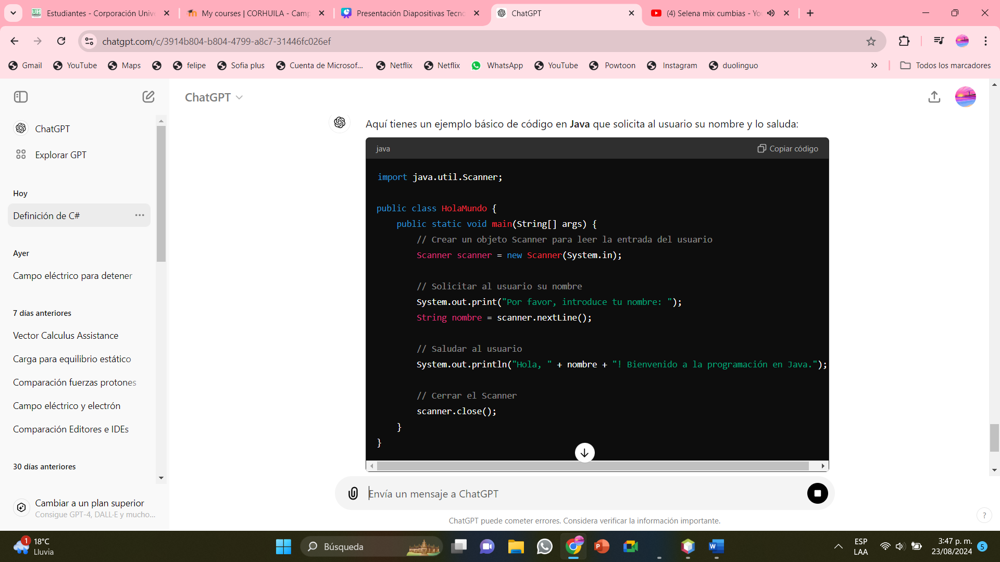 Estudiantes - Corporación Univ
My courses | CORHUILA - Camp
Presentación Diapositivas Tecno
ChatGPT
(4) Selena mix cumbias - Yo
chatgpt.com/c/3914b804-b804-4799-a8c7-31446fc026ef
Gmail
YouTube
Maps
felipe
Sofia plus
Cuenta de Microsof...
Netflix
Netflix
WhatsApp
YouTube
Powtoon
Instagram
duolinguo
»
Todos los marcadores
ChatGPT
Explorar GPT
Hoy
Definición de C#
Ayer
Campo eléctrico para detener
7 días anteriores
Vector Calculus Assistance
Carga para equilibrio estático
Comparación fuerzas protones
Campo eléctrico y electrón
Comparación Editores e IDEs
30 días anteriores
Cambiar a un plan superior
Consigue GPT-4, DALL·E y mucho...
ChatGPT
Aquí tienes un ejemplo básico de código en Java que solicita al usuario su nombre y lo saluda:
java
Copiar código
import java.util.Scanner;
public class HolaMundo {
public static void main(String[] args) {
// Crear un objeto Scanner para leer la entrada del usuario
Scanner scanner = new Scanner(System.in);
// Solicitar al usuario su nombre
System.out.print("Por favor, introduce tu nombre: ");
String nombre = scanner.nextLine();
// Saludar al usuario
System.out.println("Hola, " + nombre + "! Bienvenido a la programación en Java.");
// Cerrar el Scanner
scanner.close();
}
}
Envía un mensaje a ChatGPT
ChatGPT puede cometer errores. Considera verificar la información importante.
?
1
18°C
Lluvia
Búsqueda
ESP
LAA
3:47 p. m.
23/08/2024
5